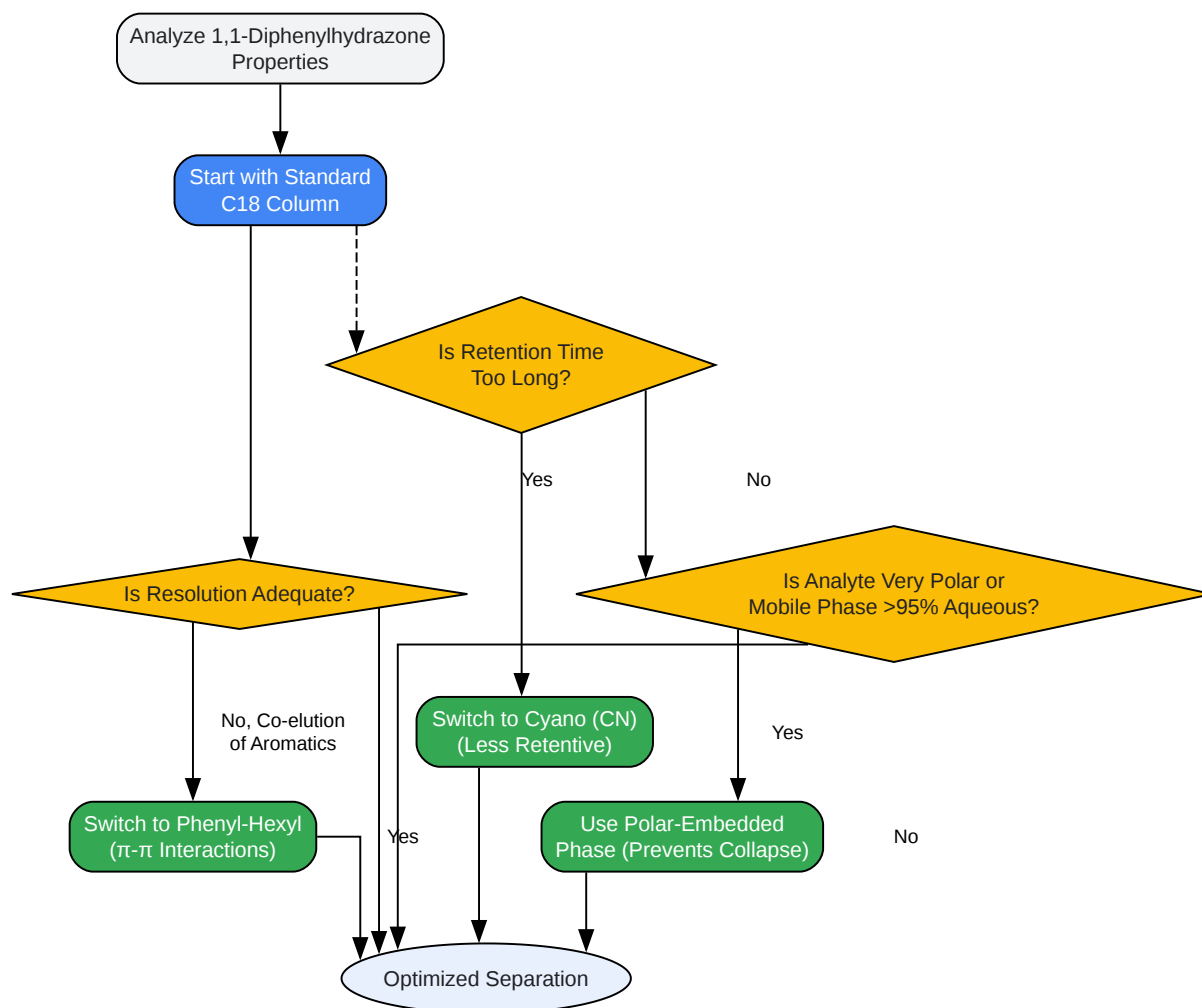 Analyze 1,1-Diphenylhydrazone
Properties
Start with Standard
C18 Column
Is Retention Time
Too Long?
Yes
No
Is Resolution Adequate?
Is Analyte Very Polar or
Mobile Phase >95% Aqueous?
No, Co-elution
of Aromatics
Switch to Cyano (CN)
(Less Retentive)
Yes
Switch to Phenyl-Hexyl
(π-π Interactions)
Yes
Use Polar-Embedded
Phase (Prevents Collapse)
No
Optimized Separation